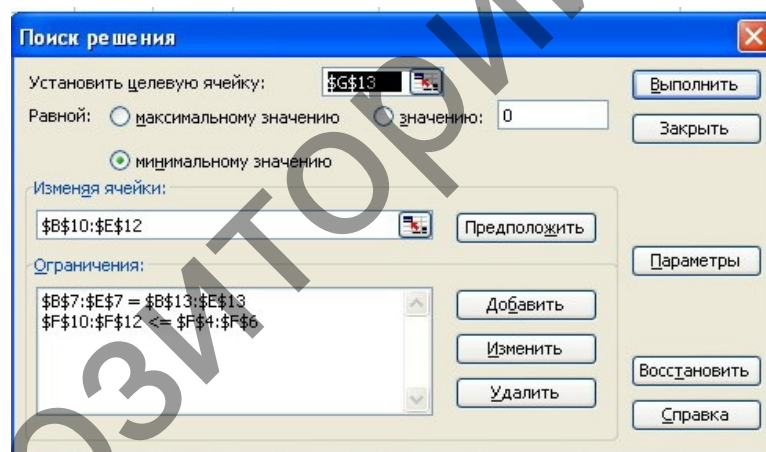 Поиск решения
Установить целевую ячейку: $G$13
Равной: максимальному значению значению: 0
минимальному значению
Изменяя ячейки:
$B$10:$E$12
Предположить
Ограничения:
$B$7:$E$7 = $B$13:$E$13
$F$10:$F$12 <= $F$4:$F$6
Добавить
Изменить
Удалить
Выполнить
Закрыть
Параметры
Восстановить
Справка